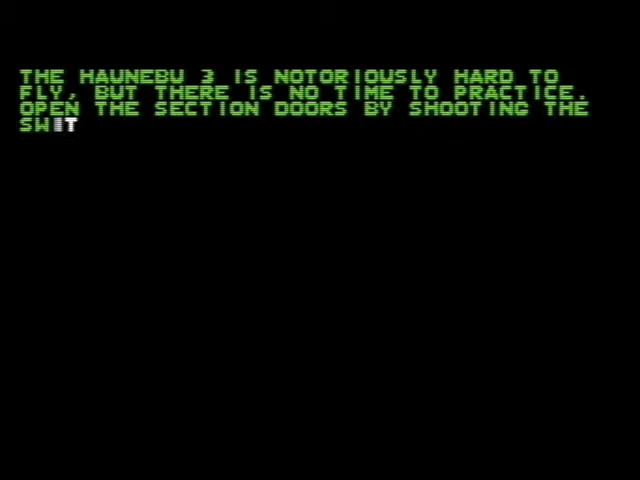 THE HAUNEBU 3 IS NOTORIOUSLY HARD TO
FLY, BUT THERE IS NO TIME TO PRACTICE.
OPEN THE SECTION DOORS BY SHOOTING THE
SWIT